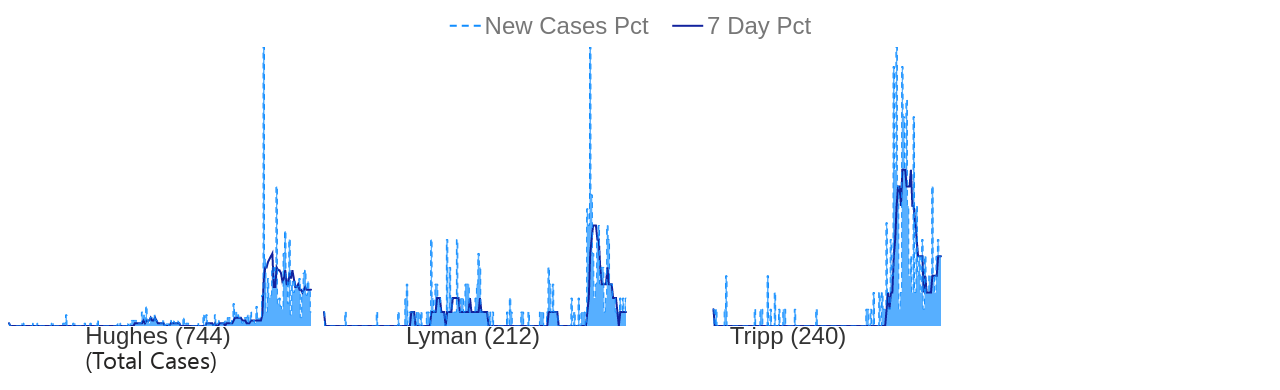 New Cases Pct 7 Day Pct
Hughes (744) Lyman (212) Tripp (240)
(Total Cases)